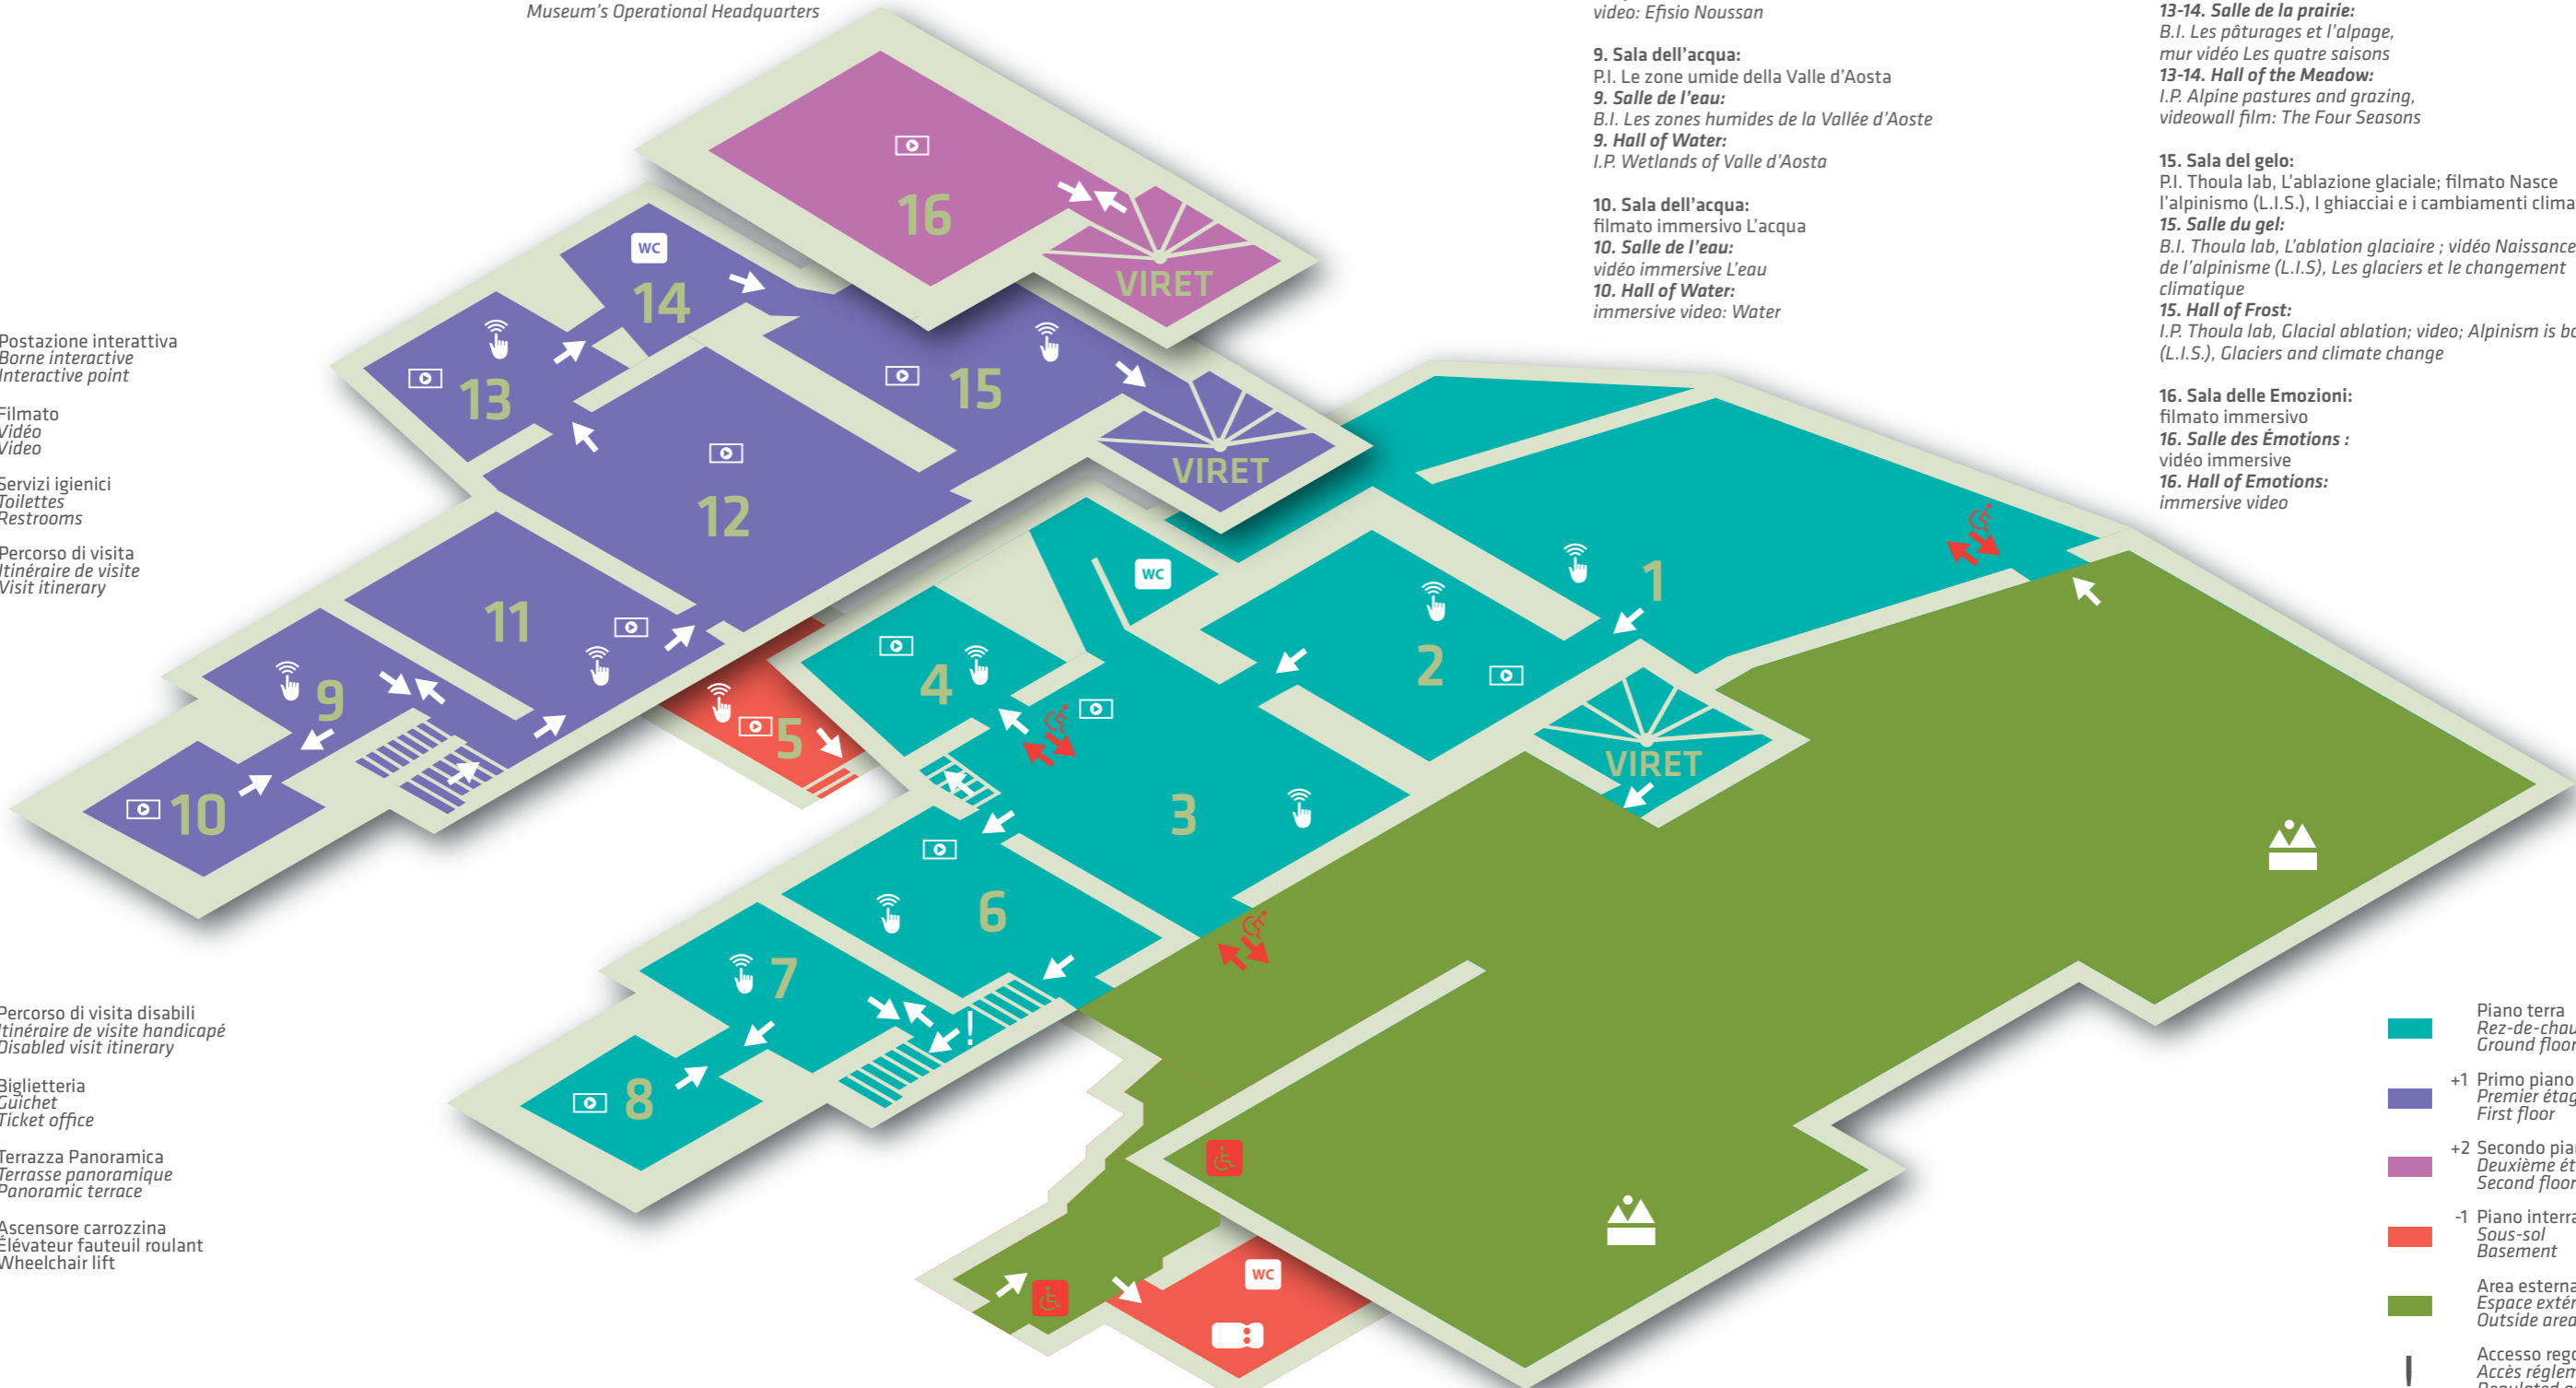 Museum's Operational Headquarters
video: Efisio Noussan
9. Sala dell'acqua:
P.I. Le zone umide della Valle d'Aosta
9. Salle de l'eau:
B.I. Les zones humides de la Vallée d'Aoste
9. Hall of Water:
I.P. Wetlands of Valle d'Aosta
10. Sala dell'acqua:
filmato immersivo L'acqua
10. Salle de l'eau:
vidéo immersive L'eau
10. Hall of Water:
immersive video: Water
13-14. Salle de la prairie:
B.I. Les pâturages et l'alpage,
mur vidéo Les quatre saisons
13-14. Hall of the Meadow:
I.P. Alpine pastures and grazing,
videowall film: The Four Seasons
15. Sala del gelo:
P.I. Thoula lab, L'ablazione glaciale; filmato Nasce
l'alpinismo (L.I.S.), I ghiacciai e i cambiamenti clima
15. Salle du gel:
B.I. Thoula lab, L'ablation glaciaire ; vidéo Naissance
de l'alpinisme (L.I.S), Les glaciers et le changement
climatique
15. Hall of Frost:
I.P. Thoula lab, Glacial ablation; video; Alpinism is bo
(L.I.S.), Glaciers and climate change
16. Sala delle Emozioni:
filmato immersivo
16. Salle des Émotions :
vidéo immersive
16. Hall of Emotions:
immersive video
Postazione interattiva
Borne interactive
Interactive point
Filmato
Vidéo
Video
Servizi igienici
Toilettes
Restrooms
Percorso di visita
Itinéraire de visite
Visit itinerary
16
VIRET
WC
14
13
15
VIRET
12
11
9
10
WC
1
2
4
5
VIRET
3
6
7
!
8
WC
Percorso di visita disabili
Itinéraire de visite handicapé
Disabled visit itinerary
Biglietteria
Guichet
Ticket office
Terrazza Panoramica
Terrasse panoramique
Panoramic terrace
Ascensore carrozzina
Élévateur fauteuil roulant
Wheelchair lift
Piano terra
Rez-de-chau
Ground floor
+1 Primo piano
Premier étag
First floor
+2 Secondo pian
Deuxième ét
Second floor
-1 Piano interra
Sous-sol
Basement
Area esterna
Espace extér
Outside area
Accesso rego
Accès réglem